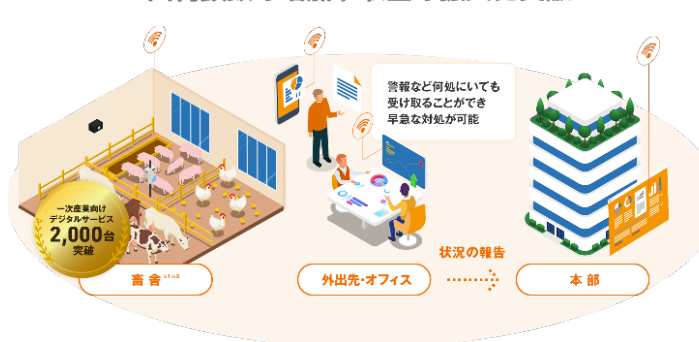 警報など何処にいても
受け取ることができ
早急な対処が可能
一次産業向け
デジタルサービス
2,000台
突破
状況の報告
畜舎
外出先・オフィス
本部